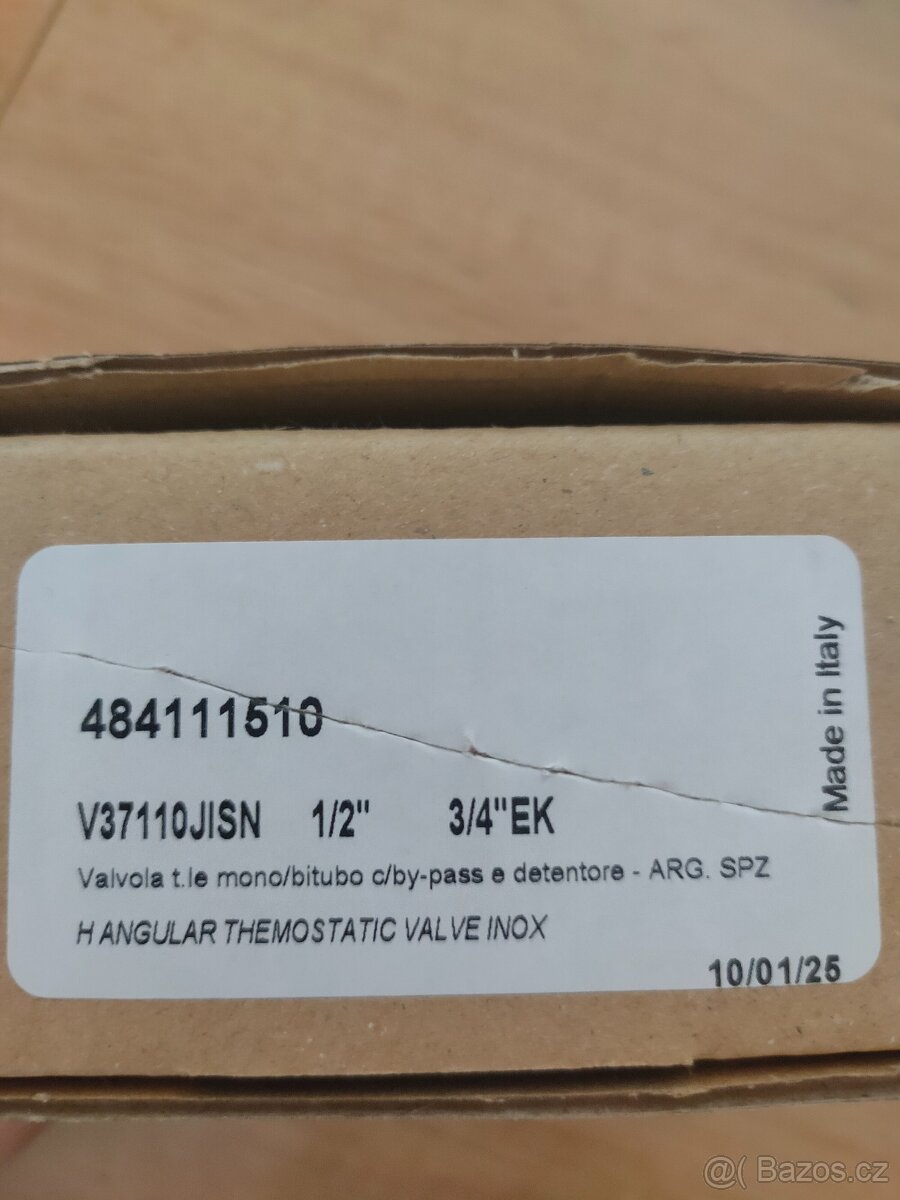 484111510
V37110JISN 1/2" 3/4"EK
Valvola t.le mono/bitubo c/by-pass e detentore - ARG. SPZ
H ANGULAR THEMOSTATIC VALVE INOX
10/01/25
Made in Italy
@( Bazos.cz